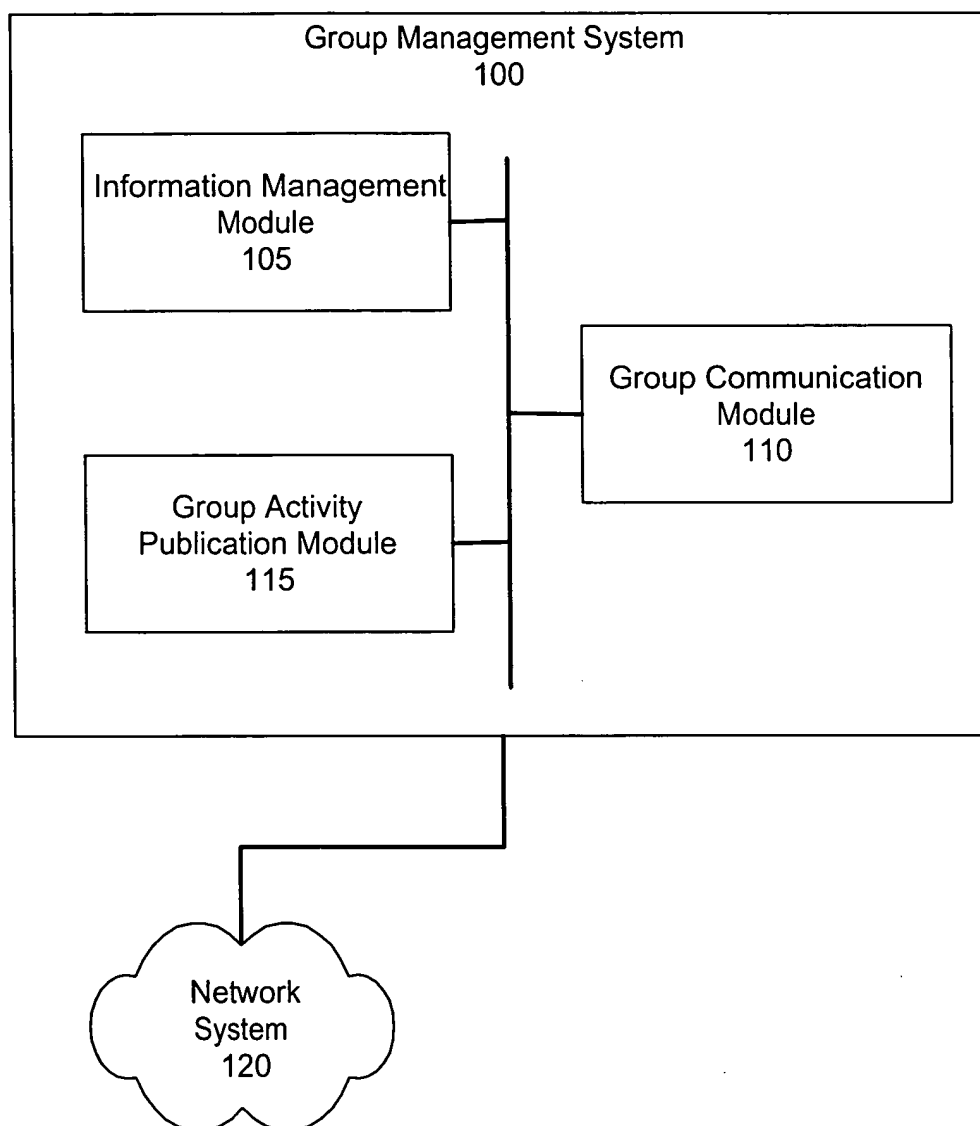 Group Management System
100
Information Management
Module
105
Group Communication
Module
110
Group Activity
Publication Module
115
Network
System
120